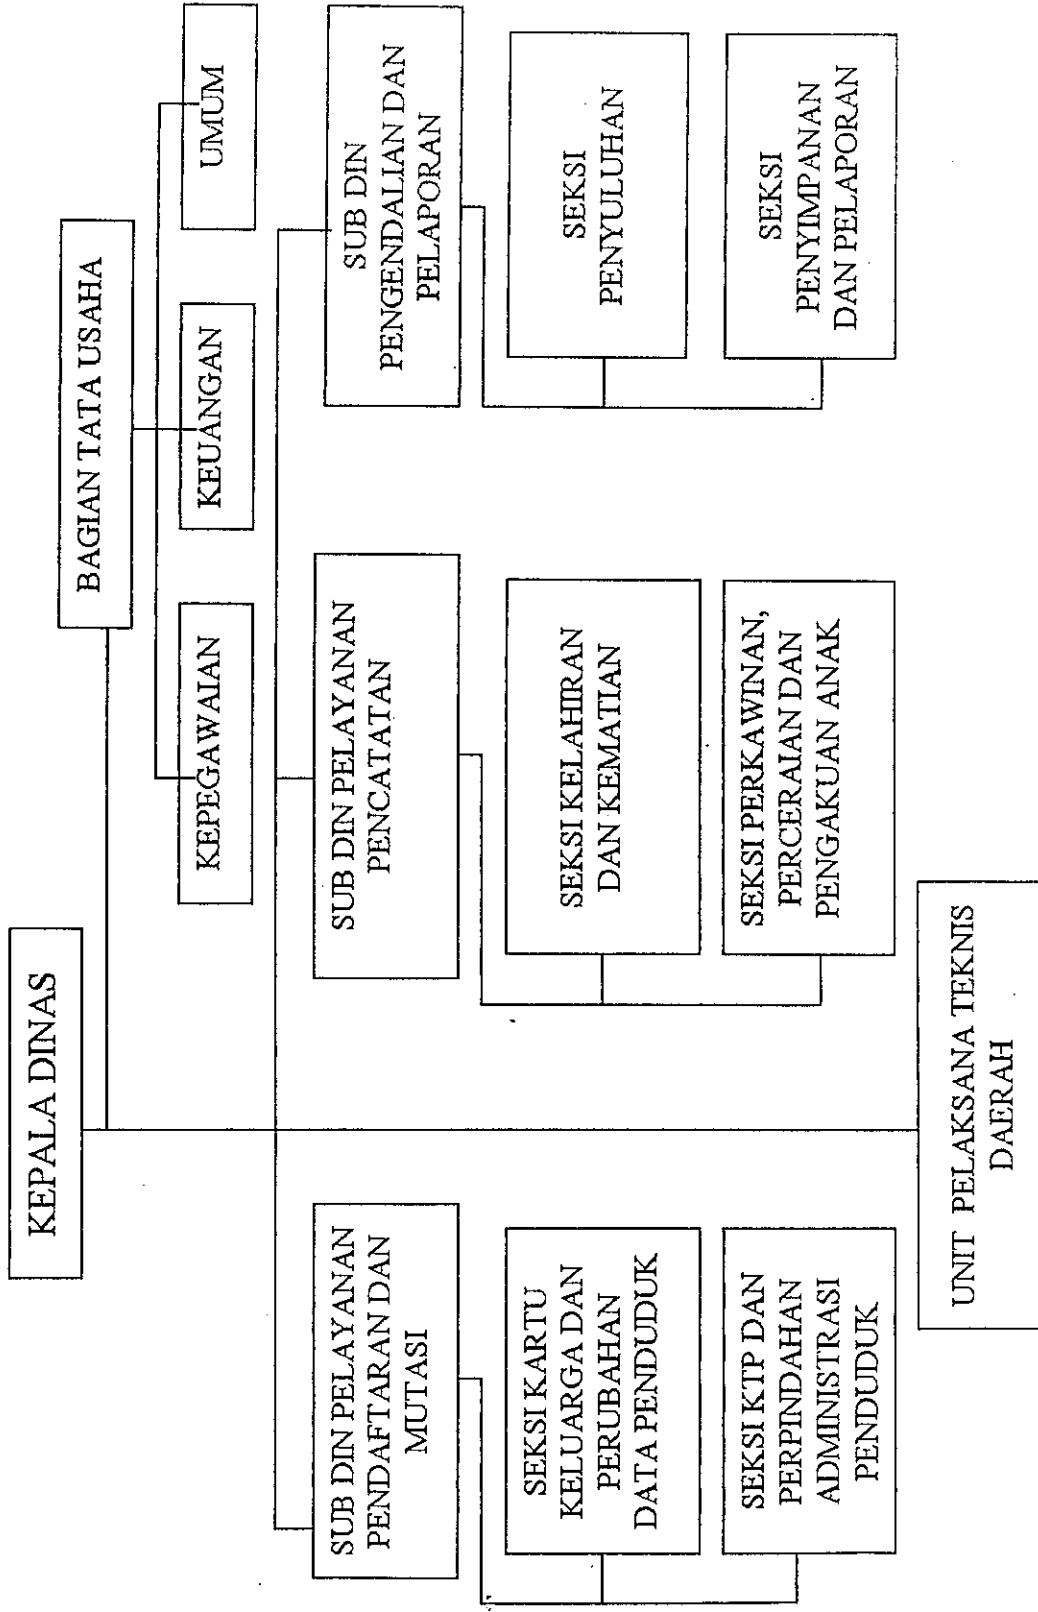 KEPALA DINAS
BAGIAN TATA USAHA
KEPEGAWAIAN
KEUANGAN
UMUM
SUB DIN PELAYANAN
PENDAFTARAN DAN
MUTASI
SEKSI KARTU
KELUARGA DAN
PERUBAHAN
DATA PENDUDUK
SEKSI KTP DAN
PERPINDAHAN
ADMINISTRASI
PENDUDUK
SUB DIN PELAYANAN
PENCATATAN
SEKSI KELAHIRAN
DAN KEMATIAN
SEKSI PERKAWINAN,
PERCERAIAN DAN
PENGAKUAN ANAK
SUB DIN
PENGENDALIAN DAN
PELAPORAN
SEKSI
PENYULUHAN
SEKSI
PENYIMPANAN
DAN PELAPORAN
UNIT PELAKSANA TEKNIS
DAERAH